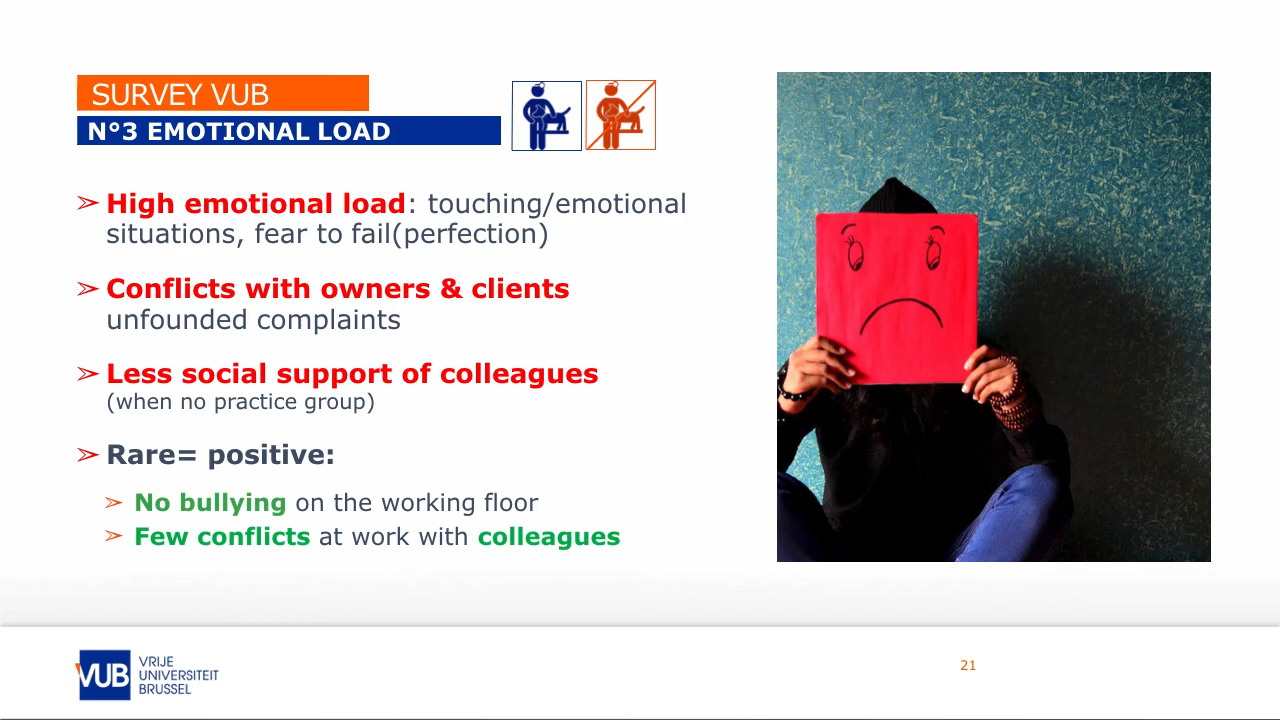 SURVEY VUB
N°3 EMOTIONAL LOAD
➢ High emotional load: touching/emotional
situations, fear to fail(perfection)
➢ Conflicts with owners & clients
unfounded complaints
➢ Less social support of colleagues
(when no practice group)
➢ Rare= positive:
➢ No bullying on the working floor
➢ Few conflicts at work with colleagues
VUB
VRIJE
UNIVERSITEIT
BRUSSEL
21